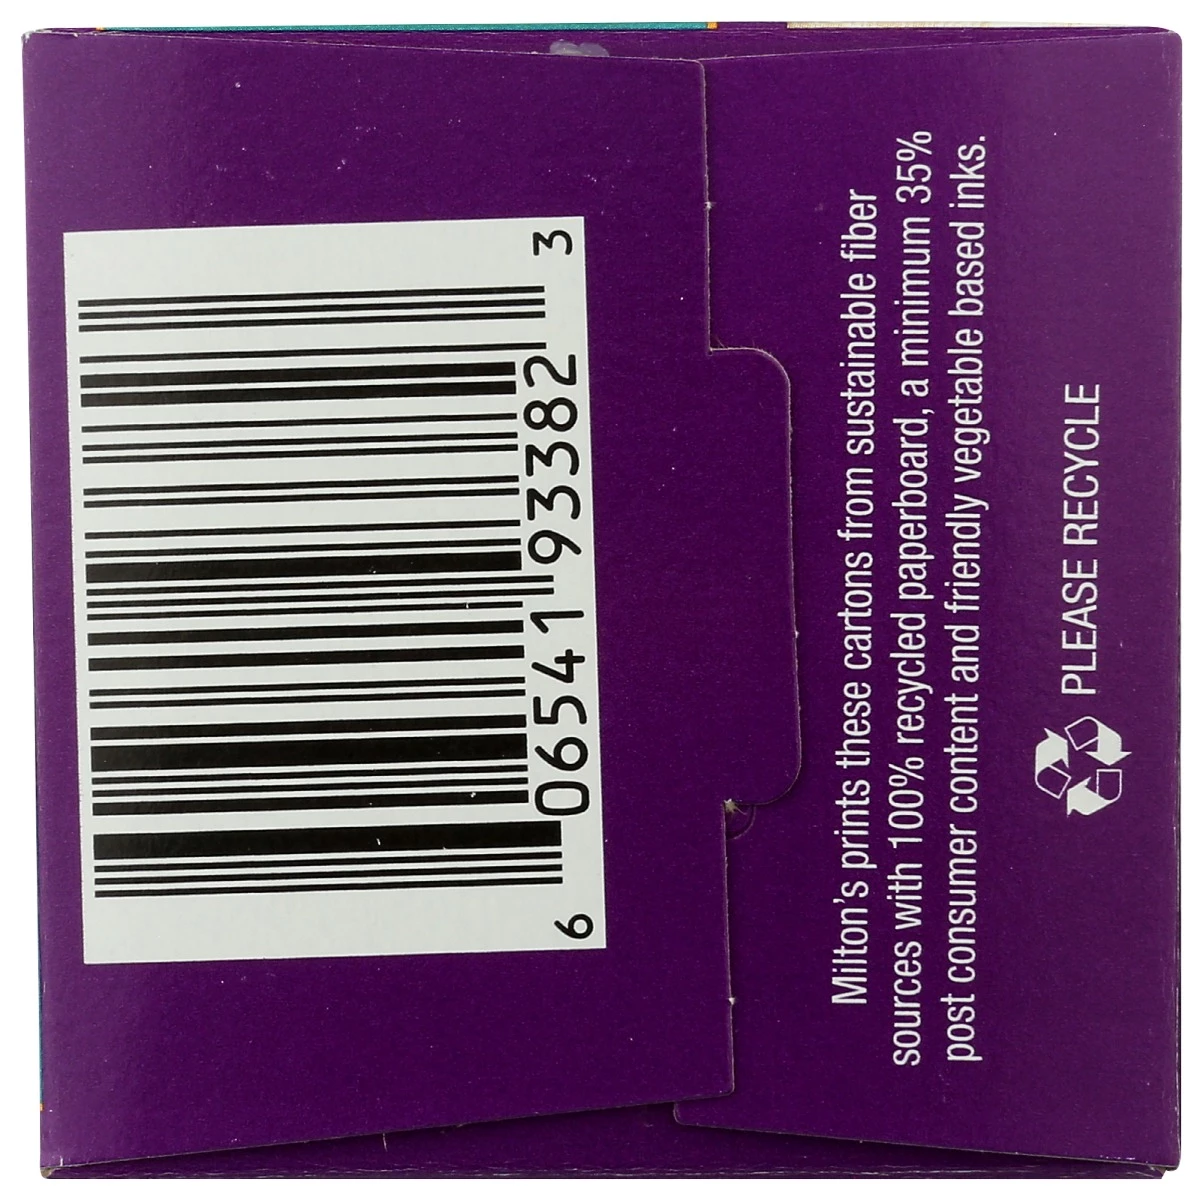 6 06541 93382 3
Milton's prints these cartons from sustainable fiber
sources with 100% recycled paperboard, a minimum 35%
post consumer content and friendly vegetable based inks.
PLEASE RECYCLE